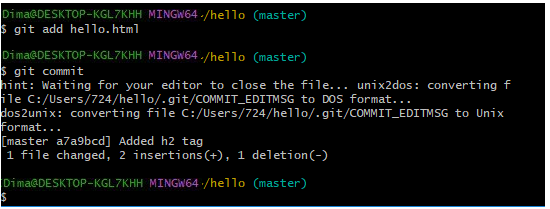 Dima@DESKTOP-KGL7KHH MINGW64 ~/hello (master)
$ git add hello.html
Dima@DESKTOP-KGL7KHH MINGW64 ~/hello (master)
$ git commit
hint: Waiting for your editor to close the file... unix2dos: converting f
ile C:/Users/724/hello/.git/COMMIT_EDITMSG to DOS format...
dos2unix: converting file C:/Users/724/hello/.git/COMMIT_EDITMSG to Unix
format...
[master a7a9bcd] Added h2 tag
1 file changed, 2 insertions(+), 1 deletion(-)
Dima@DESKTOP-KGL7KHH MINGW64 ~/hello (master)
$